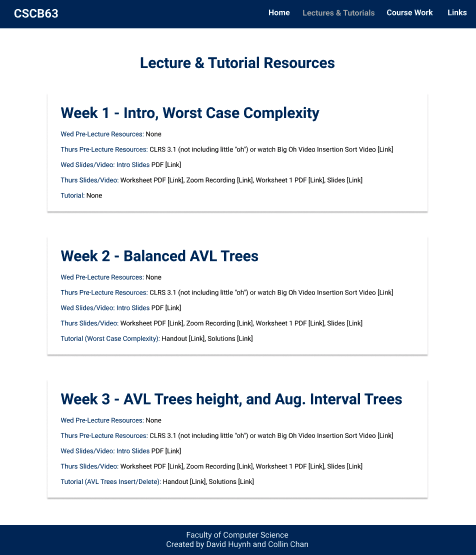 CSCB63
Home Lectures & Tutorials Course Work Links
Lecture & Tutorial Resources
Week 1 - Intro, Worst Case Complexity
Wed Pre-Lecture Resources: None
Thurs Pre-Lecture Resources: CLRS 3.1 (not including little "oh") or watch Big Oh Video Insertion Sort Video [Link]
Wed Slides/Video: Intro Slides PDF [Link]
Thurs Slides/Video: Worksheet PDF [Link], Zoom Recording [Link], Worksheet 1 PDF [Link], Slides [Link]
Tutorial: None
Week 2 - Balanced AVL Trees
Wed Pre-Lecture Resources: None
Thurs Pre-Lecture Resources: CLRS 3.1 (not including little "oh") or watch Big Oh Video Insertion Sort Video [Link]
Wed Slides/Video: Intro Slides PDF [Link]
Thurs Slides/Video: Worksheet PDF [Link], Zoom Recording [Link], Worksheet 1 PDF [Link], Slides [Link]
Tutorial (Worst Case Complexity): Handout [Link], Solutions [Link]
Week 3 - AVL Trees height, and Aug. Interval Trees
Wed Pre-Lecture Resources: None
Thurs Pre-Lecture Resources: CLRS 3.1 (not including little "oh") or watch Big Oh Video Insertion Sort Video [Link]
Wed Slides/Video: Intro Slides PDF [Link]
Thurs Slides/Video: Worksheet PDF [Link], Zoom Recording [Link], Worksheet 1 PDF [Link], Slides [Link]
Tutorial (AVL Trees Insert/Delete): Handout [Link], Solutions [Link]
Faculty of Computer Science
Created by David Huynh and Collin Chan